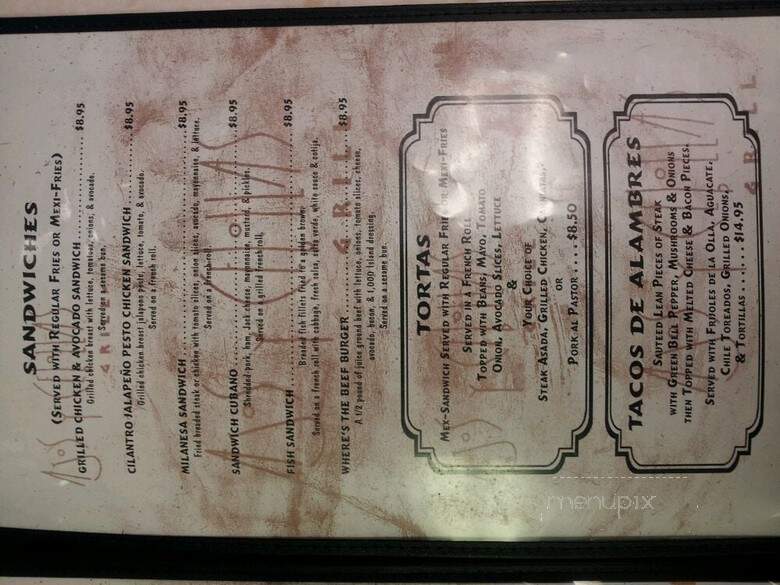 SANDWICHES
(SERVED WITH REGULAR FRIES OR MEXI-FRIES)
GRILLED CHICKEN & AVOCADO SANDWICH $8.95
Grilled chicken breast with lettuce, tomatoes, onions, & avocado.
Served on a sesame bun.
CILANTRO JALAPEÑO PESTO CHICKEN SANDWICH $8.95
Grilled chicken breast jalapeno pesto, lettuce, tomato, & avocado.
Served on a french roll.
MILANESA SANDWICH $8.95
Fried breaded steak or chicken with tomato slices, onion slices, avocado, mayonnaise, & lettuce.
Served on a french roll.
SANDWICH CUBANO $8.95
Shredded pork, ham, Jack cheese, mayonnaise, mustard, & pickles.
Served on a grilled french roll.
FISH SANDWICH $8.95
Breaded fish fillets fried to a golden brown.
Served on a french roll with cabbage, fresh salsa, salsa verde, white sauce & cotija.
WHERE'S THE BEEF BURGER $8.95
A 1/2 pound of juice ground beef with lettuce, onions, tomato slices, cheese,
avocado, bacon, & 1,000 island dressing.
Served on a sesame bun.
TORTAS
MEX-SANDWICH SERVED WITH REGULAR FRIES OR MEXI-FRIES
SERVED IN A FRENCH ROLL
TOPPED WITH BEANS, MAYO, TOMATO
ONION, AVOCADO SLICES, LETTUCE
&
YOUR CHOICE OF
STEAK ASADA, GRILLED CHICKEN,
OR
PORK AL PASTOR $8.50
TACOS DE ALAMBRES
SAUTEED LEAN PIECES OF STEAK
WITH GREEN BELL PEPPER, MUSHROOMS & ONIONS
THEN TOPPED WITH MELTED CHEESE & BACON PIECES.
SERVED WITH FRIJOLES DE LA OLLA, AGUACATE,
CHILE TOREADOS, GRILLED ONIONS,
& TORTILLAS $14.95
menupix